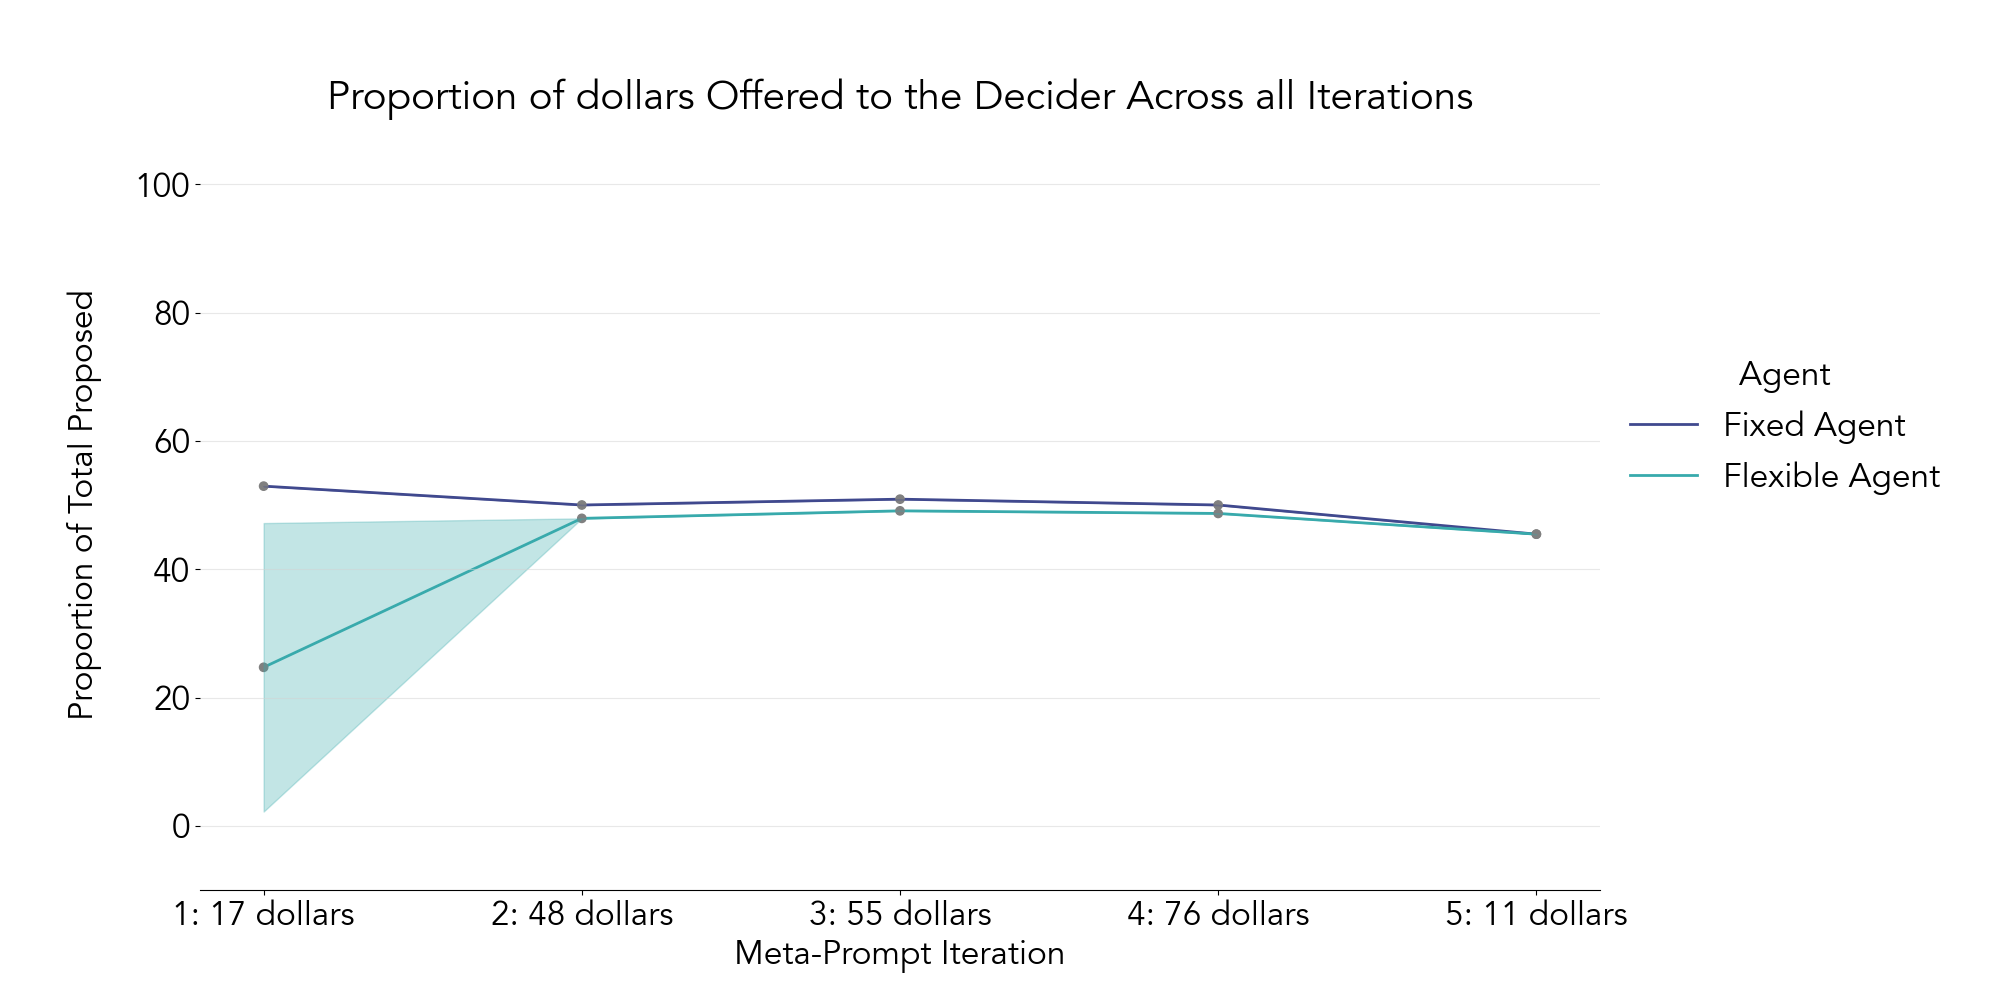 Proportion of dollars Offered to the Decider Across all Iterations
100
80
60
40
20
0
Proportion of Total Proposed
1: 17 dollars
2: 48 dollars
3: 55 dollars
4: 76 dollars
5: 11 dollars
Meta-Prompt Iteration
Agent
Fixed Agent
Flexible Agent